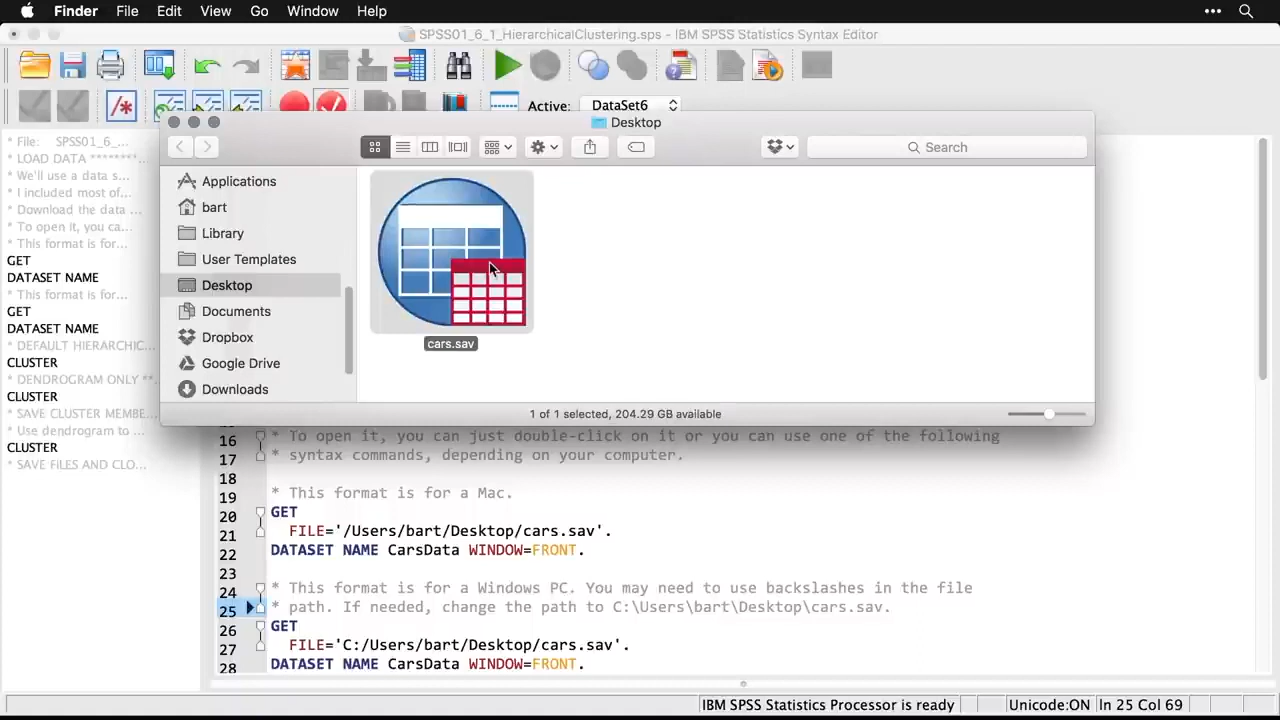 Finder File Edit View Go Window Help
SPSS01_6_1_HierarchicalClustering.sps - IBM SPSS Statistics Syntax Editor
Active: DataSet6
Desktop
Search
Applications
bart
Library
User Templates
Desktop
Documents
Dropbox
Google Drive
Downloads
cars.sav
1 of 1 selected, 204.29 GB available
* File: SPSS01_6_...
* LOAD DATA ********...
* We'll use a data s...
* I included most of...
* Download the data ...
* To open it, you ca...
* This format is for...
GET
DATASET NAME
* This format is for...
GET
DATASET NAME
* DEFAULT HIERARCHIC...
CLUSTER
* DENDROGRAM ONLY **...
CLUSTER
* SAVE CLUSTER MEMBE...
* Use dendrogram to ...
CLUSTER
* SAVE FILES AND CLO...
16 * To open it, you can just double-click on it or you can use one of the following
17 * syntax commands, depending on your computer.
18
19 * This format is for a Mac.
20 GET
21 FILE='/Users/bart/Desktop/cars.sav'.
22 DATASET NAME CarsData WINDOW=FRONT.
23
24 * This format is for a Windows PC. You may need to use backslashes in the file
25 * path. If needed, change the path to C:\Users\bart\Desktop\cars.sav.
26 GET
27 FILE='C:/Users/bart/Desktop/cars.sav'.
28 DATASET NAME CarsData WINDOW=FRONT.
IBM SPSS Statistics Processor is ready Unicode:ON In 25 Col 69